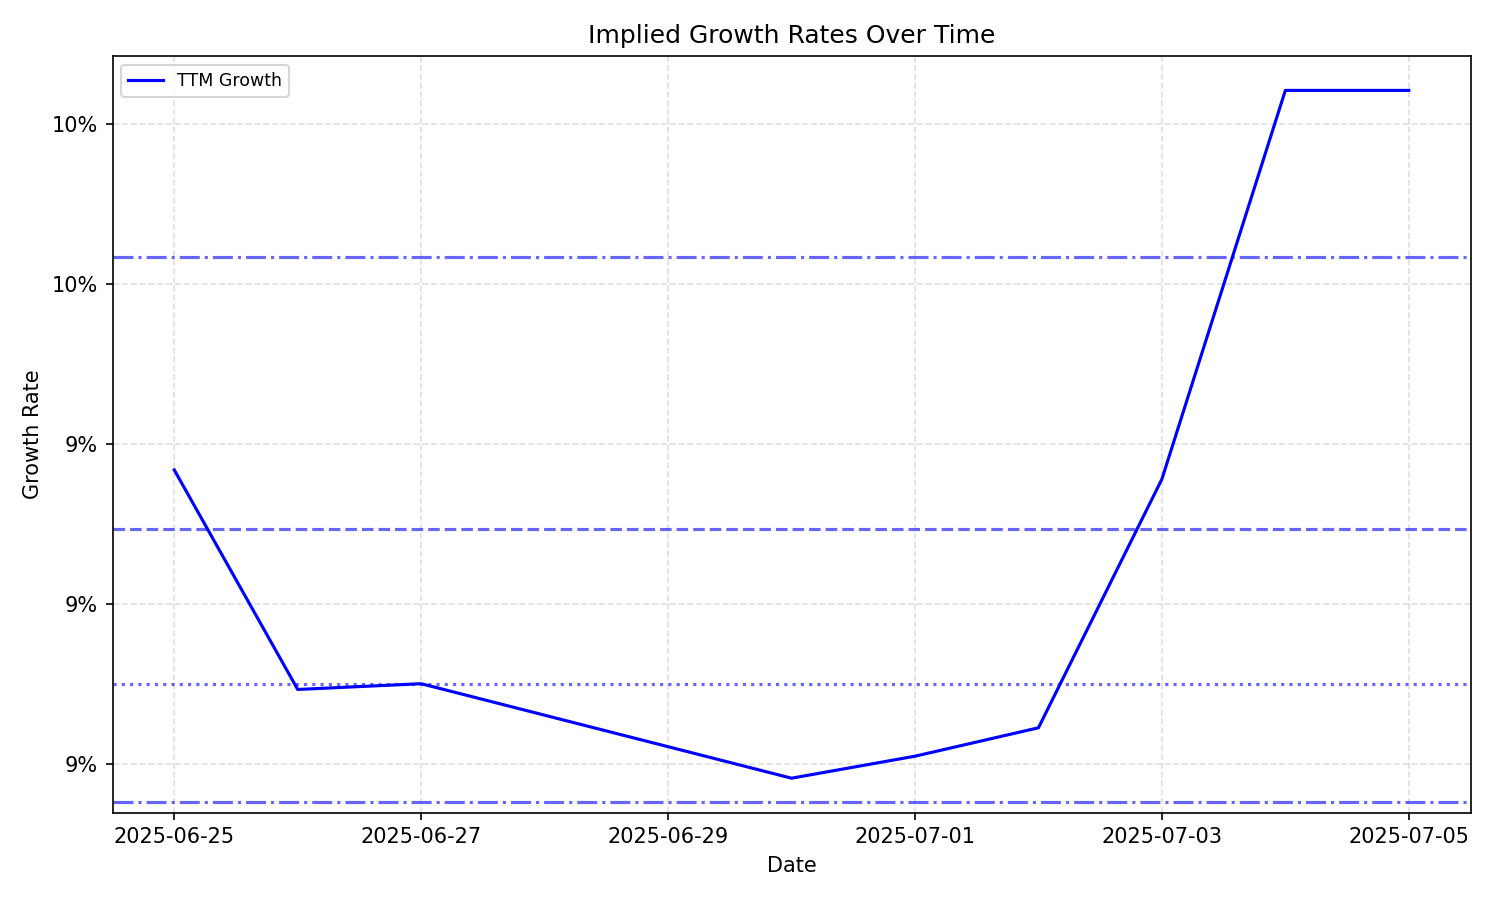 Implied Growth Rates Over Time
TTM Growth
10%
10%
9%
9%
9%
Growth Rate
2025-06-25
2025-06-27
2025-06-29
2025-07-01
2025-07-03
2025-07-05
Date